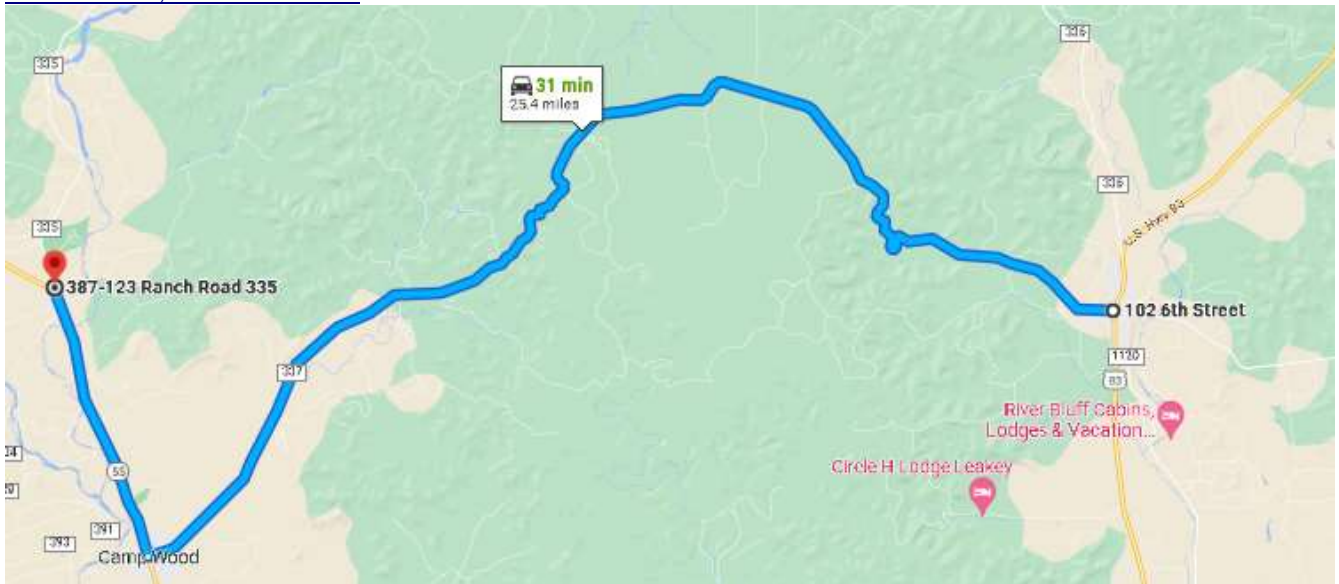 335
336
31 min
25.4 miles
336
U.S. Hwy 83
335
387-123 Ranch Road 335
102 6th Street
337
1120
83
River Bluff Cabins,
Lodges & Vacation...
Circle H Lodge Leakey
55
391
393
Camp Wood